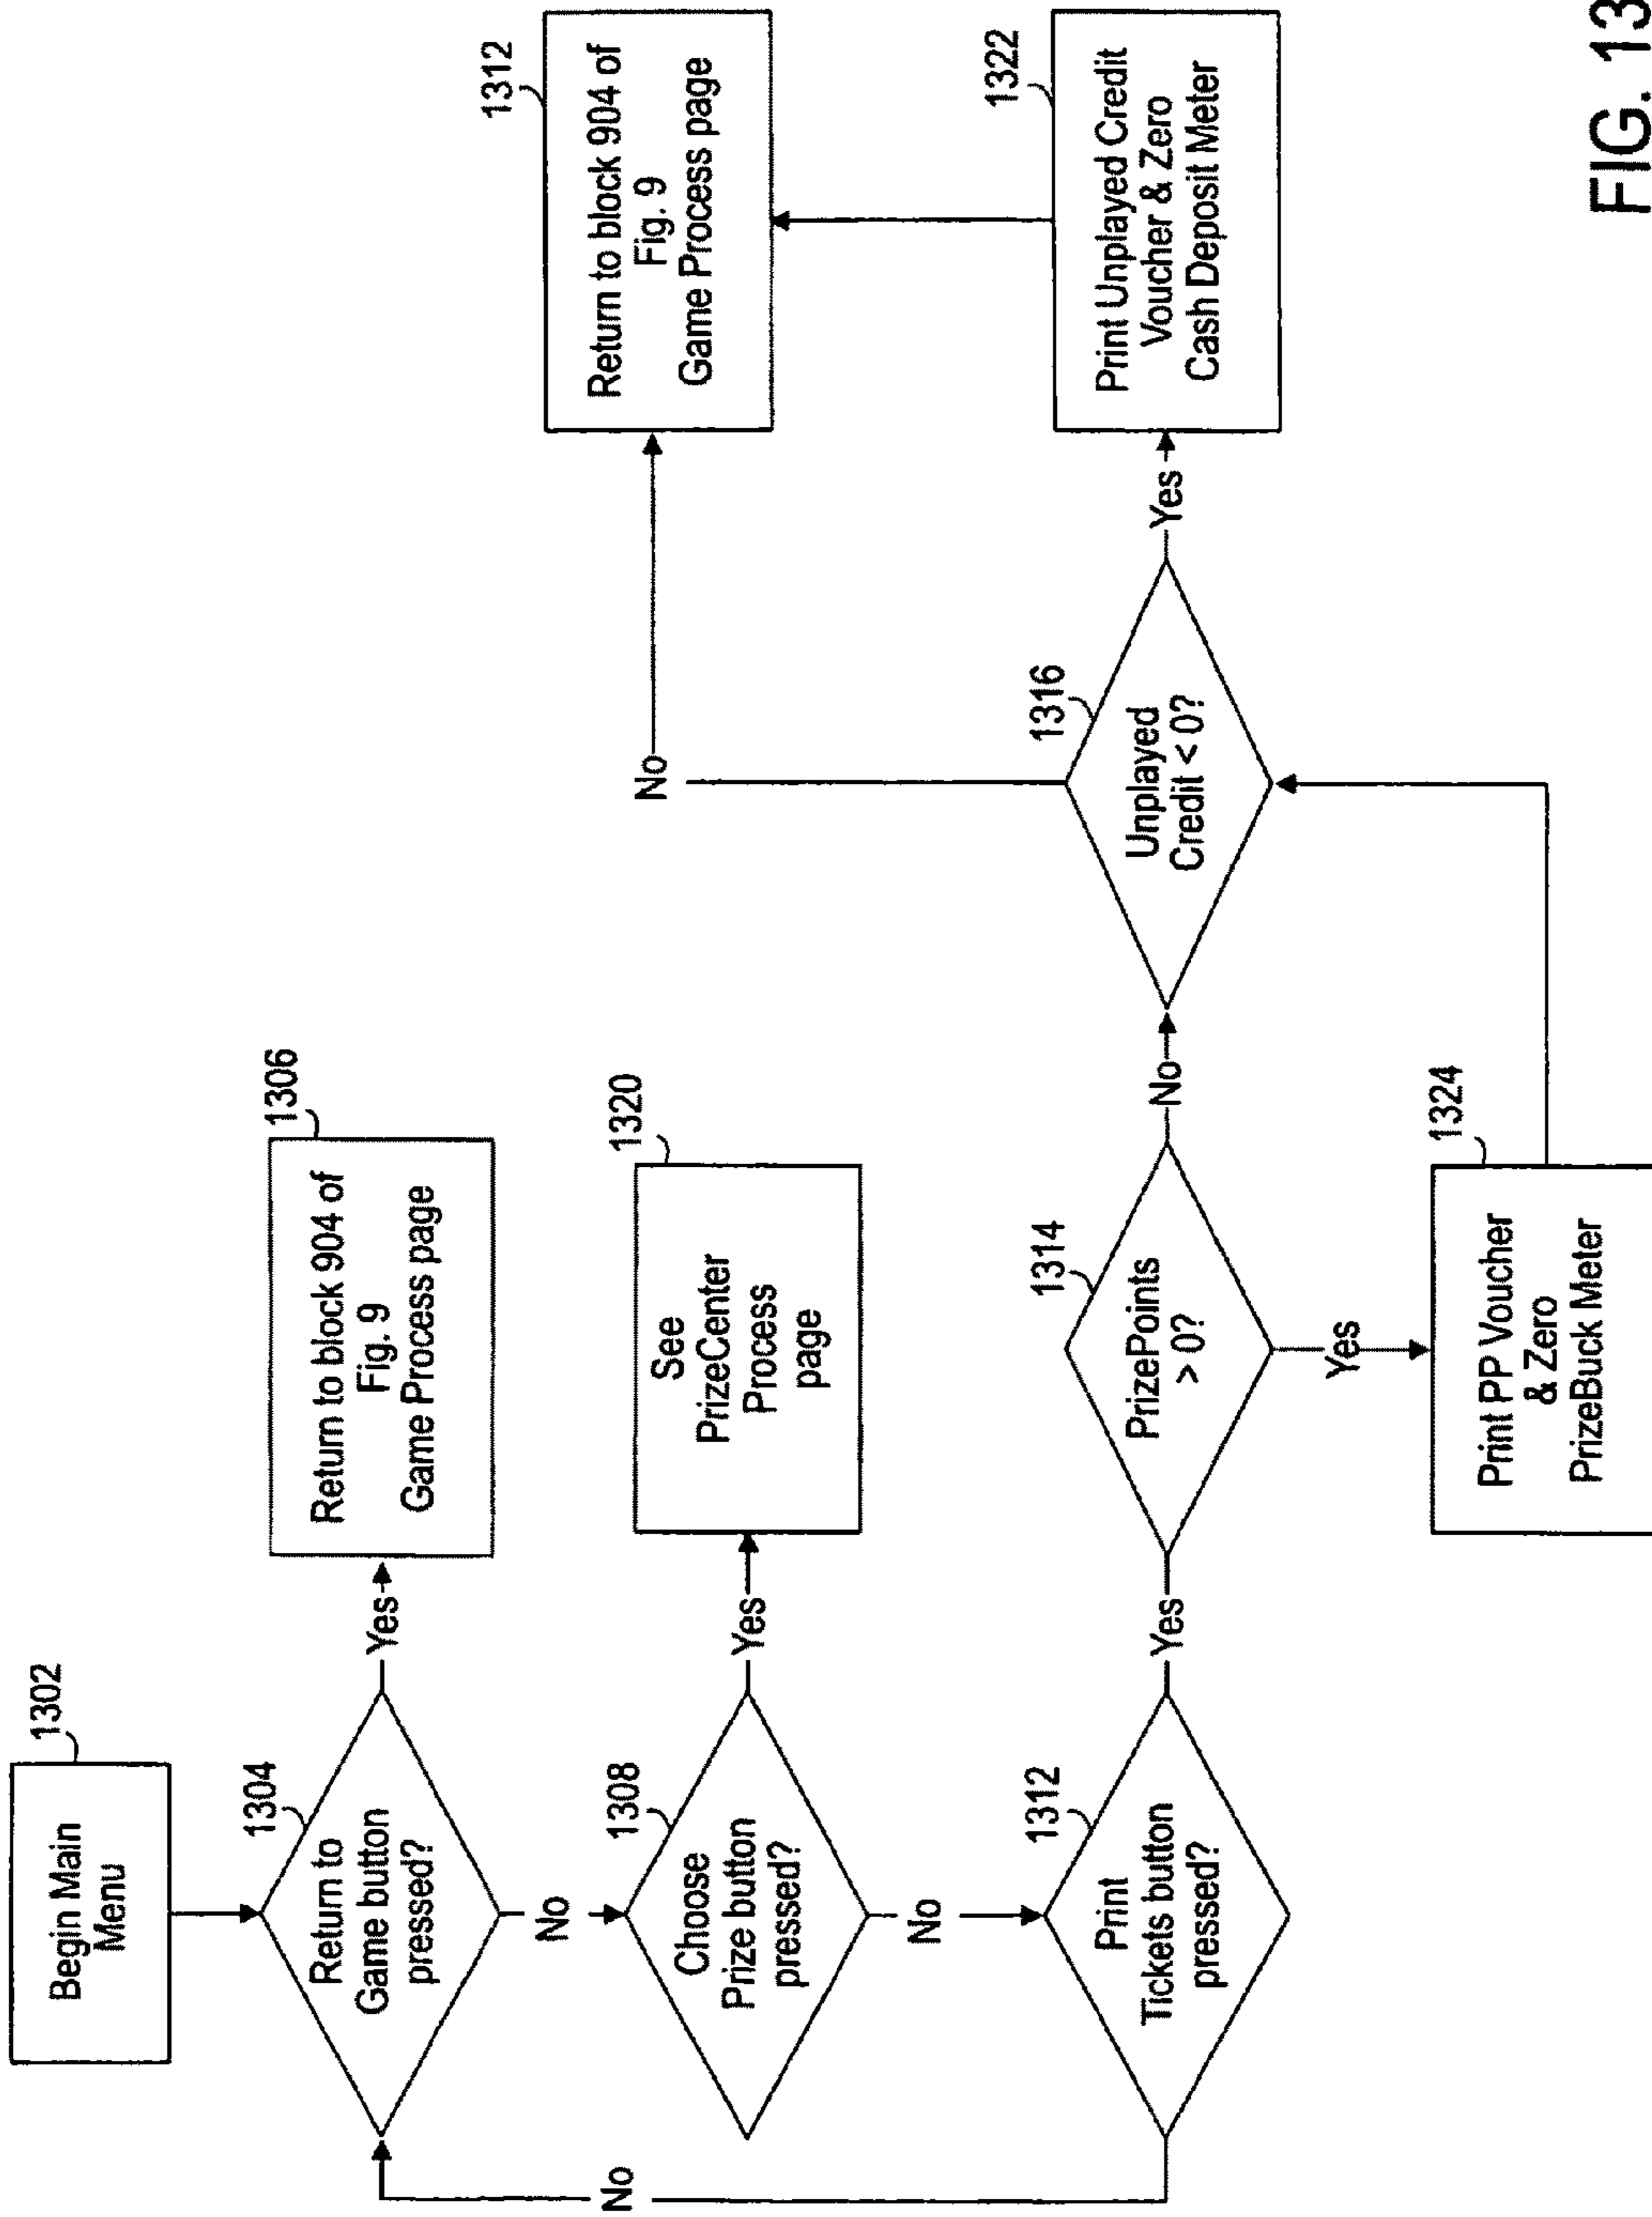 1302
Begin Main
Menu
1304
Return to
Game button
pressed?
Yes
1306
Return to block 904 of
Fig. 9
Game Process page
No
1308
Choose
Prize button
pressed?
Yes
1320
See
PrizeCenter
Process
page
No
1312
Print
Tickets button
pressed?
No
Yes
1314
PrizePoints
> 0?
Yes
1324
Print PP Voucher
& Zero
PrizeBuck Meter
No
1316
Unplayed
Credit < 0?
No
1312
Return to block 904 of
Fig. 9
Game Process page
Yes
1322
Print Unplayed Credit
Voucher & Zero
Cash Deposit Meter
FIG. 13